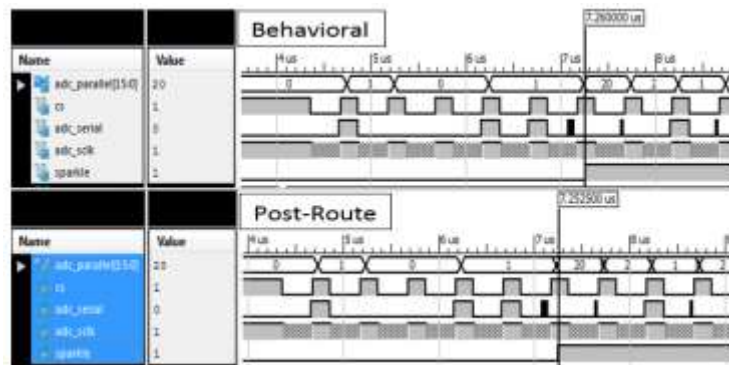 Behavioral
7.260000 us
Name Value
4 us 5 us 6 us 7 us 8 us
adc_parallel[15:0] 20 0 1 0 1 20 2 1
cs 1
adc_serial 0
adc_sclk 1
sparkle 1
Post-Route
7.252500 us
Name Value
4 us 5 us 6 us 7 us 8 us
adc_parallel[15:0] 20 0 1 0 1 20 2 1 2
cs 1
adc_serial 0
adc_sclk 1
sparkle 1